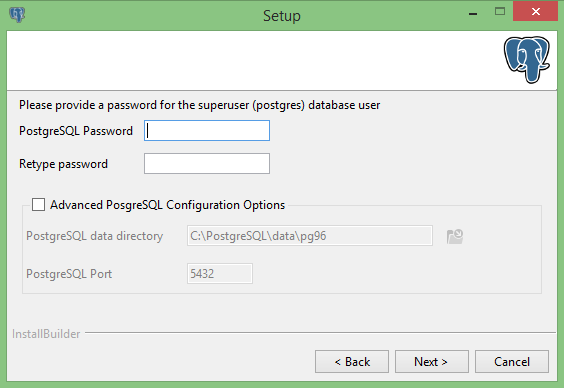 Setup
Please provide a password for the superuser (postgres) database user
PostgreSQL Password
Retype password
Advanced PosgreSQL Configuration Options
PostgreSQL data directory C:\PostgreSQL\data\pg96
PostgreSQL Port 5432
InstallBuilder
< Back Next > Cancel